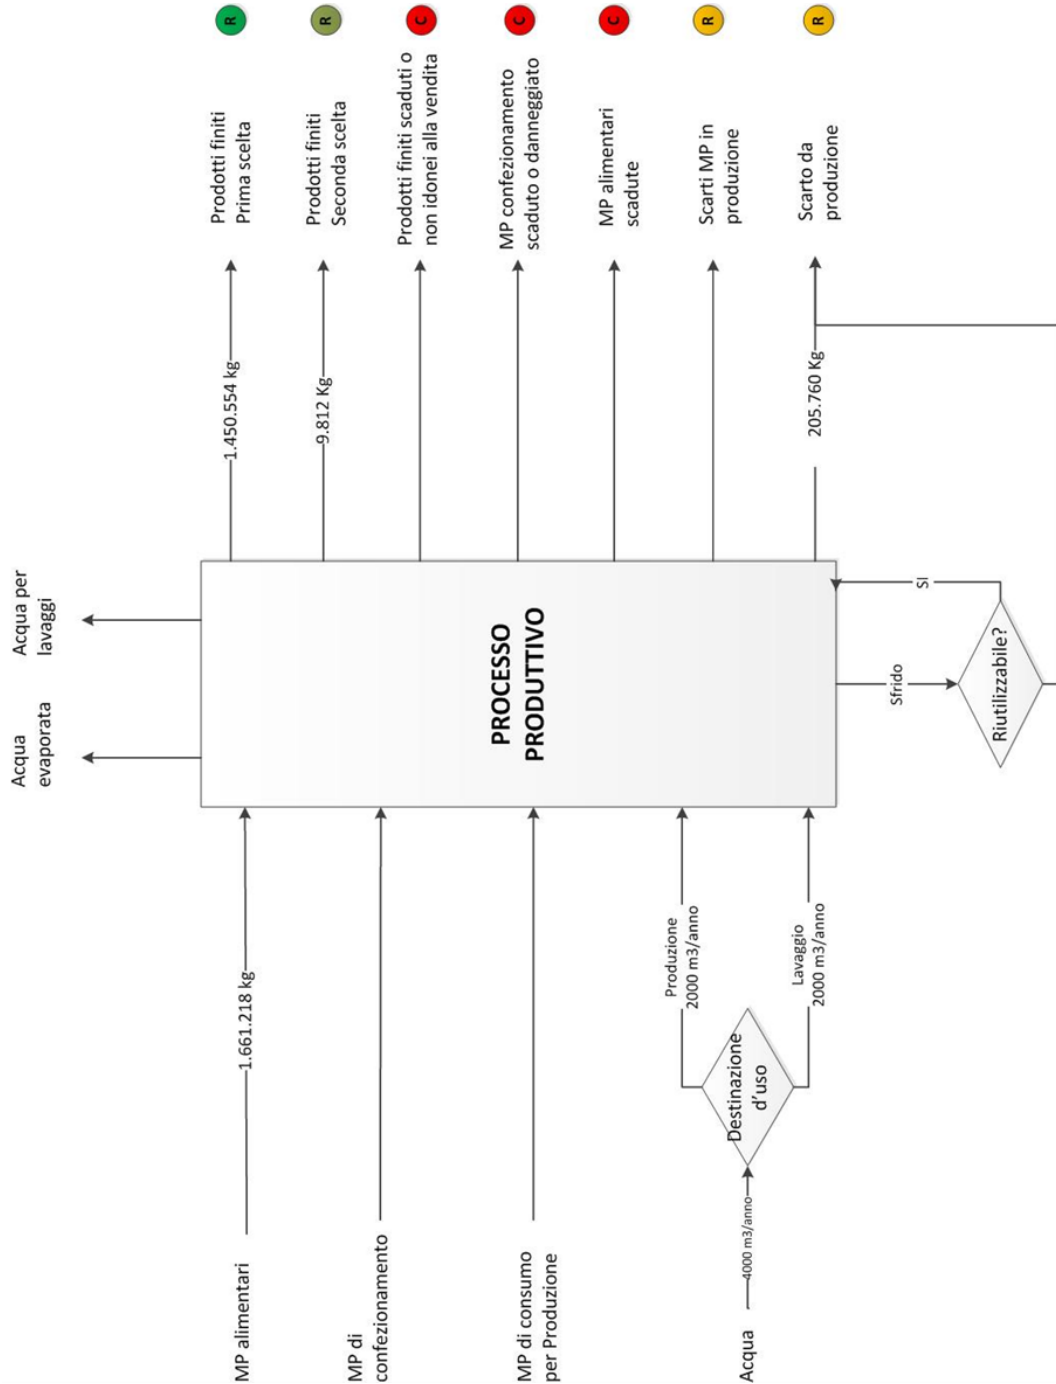 Acqua
evaporata
Acqua per
lavaggi
MP alimentari
1.661.218 kg
MP di
confezionamento
MP di consumo
per Produzione
Acqua
4000 m3/anno
Destinazione
d'uso
Produzione
2000 m3/anno
Lavaggio
2000 m3/anno
PROCESSO
PRODUTTIVO
Sfrido
Riutilizzabile?
SI
1.450.554 kg
Prodotti finiti
Prima scelta
R
9.812 Kg
Prodotti finiti
Seconda scelta
R
Prodotti finiti scaduti o
non idonei alla vendita
C
MP confezionamento
scaduto o danneggiato
C
MP alimentari
scadute
C
Scarti MP in
produzione
R
205.760 Kg
Scarto da
produzione
R